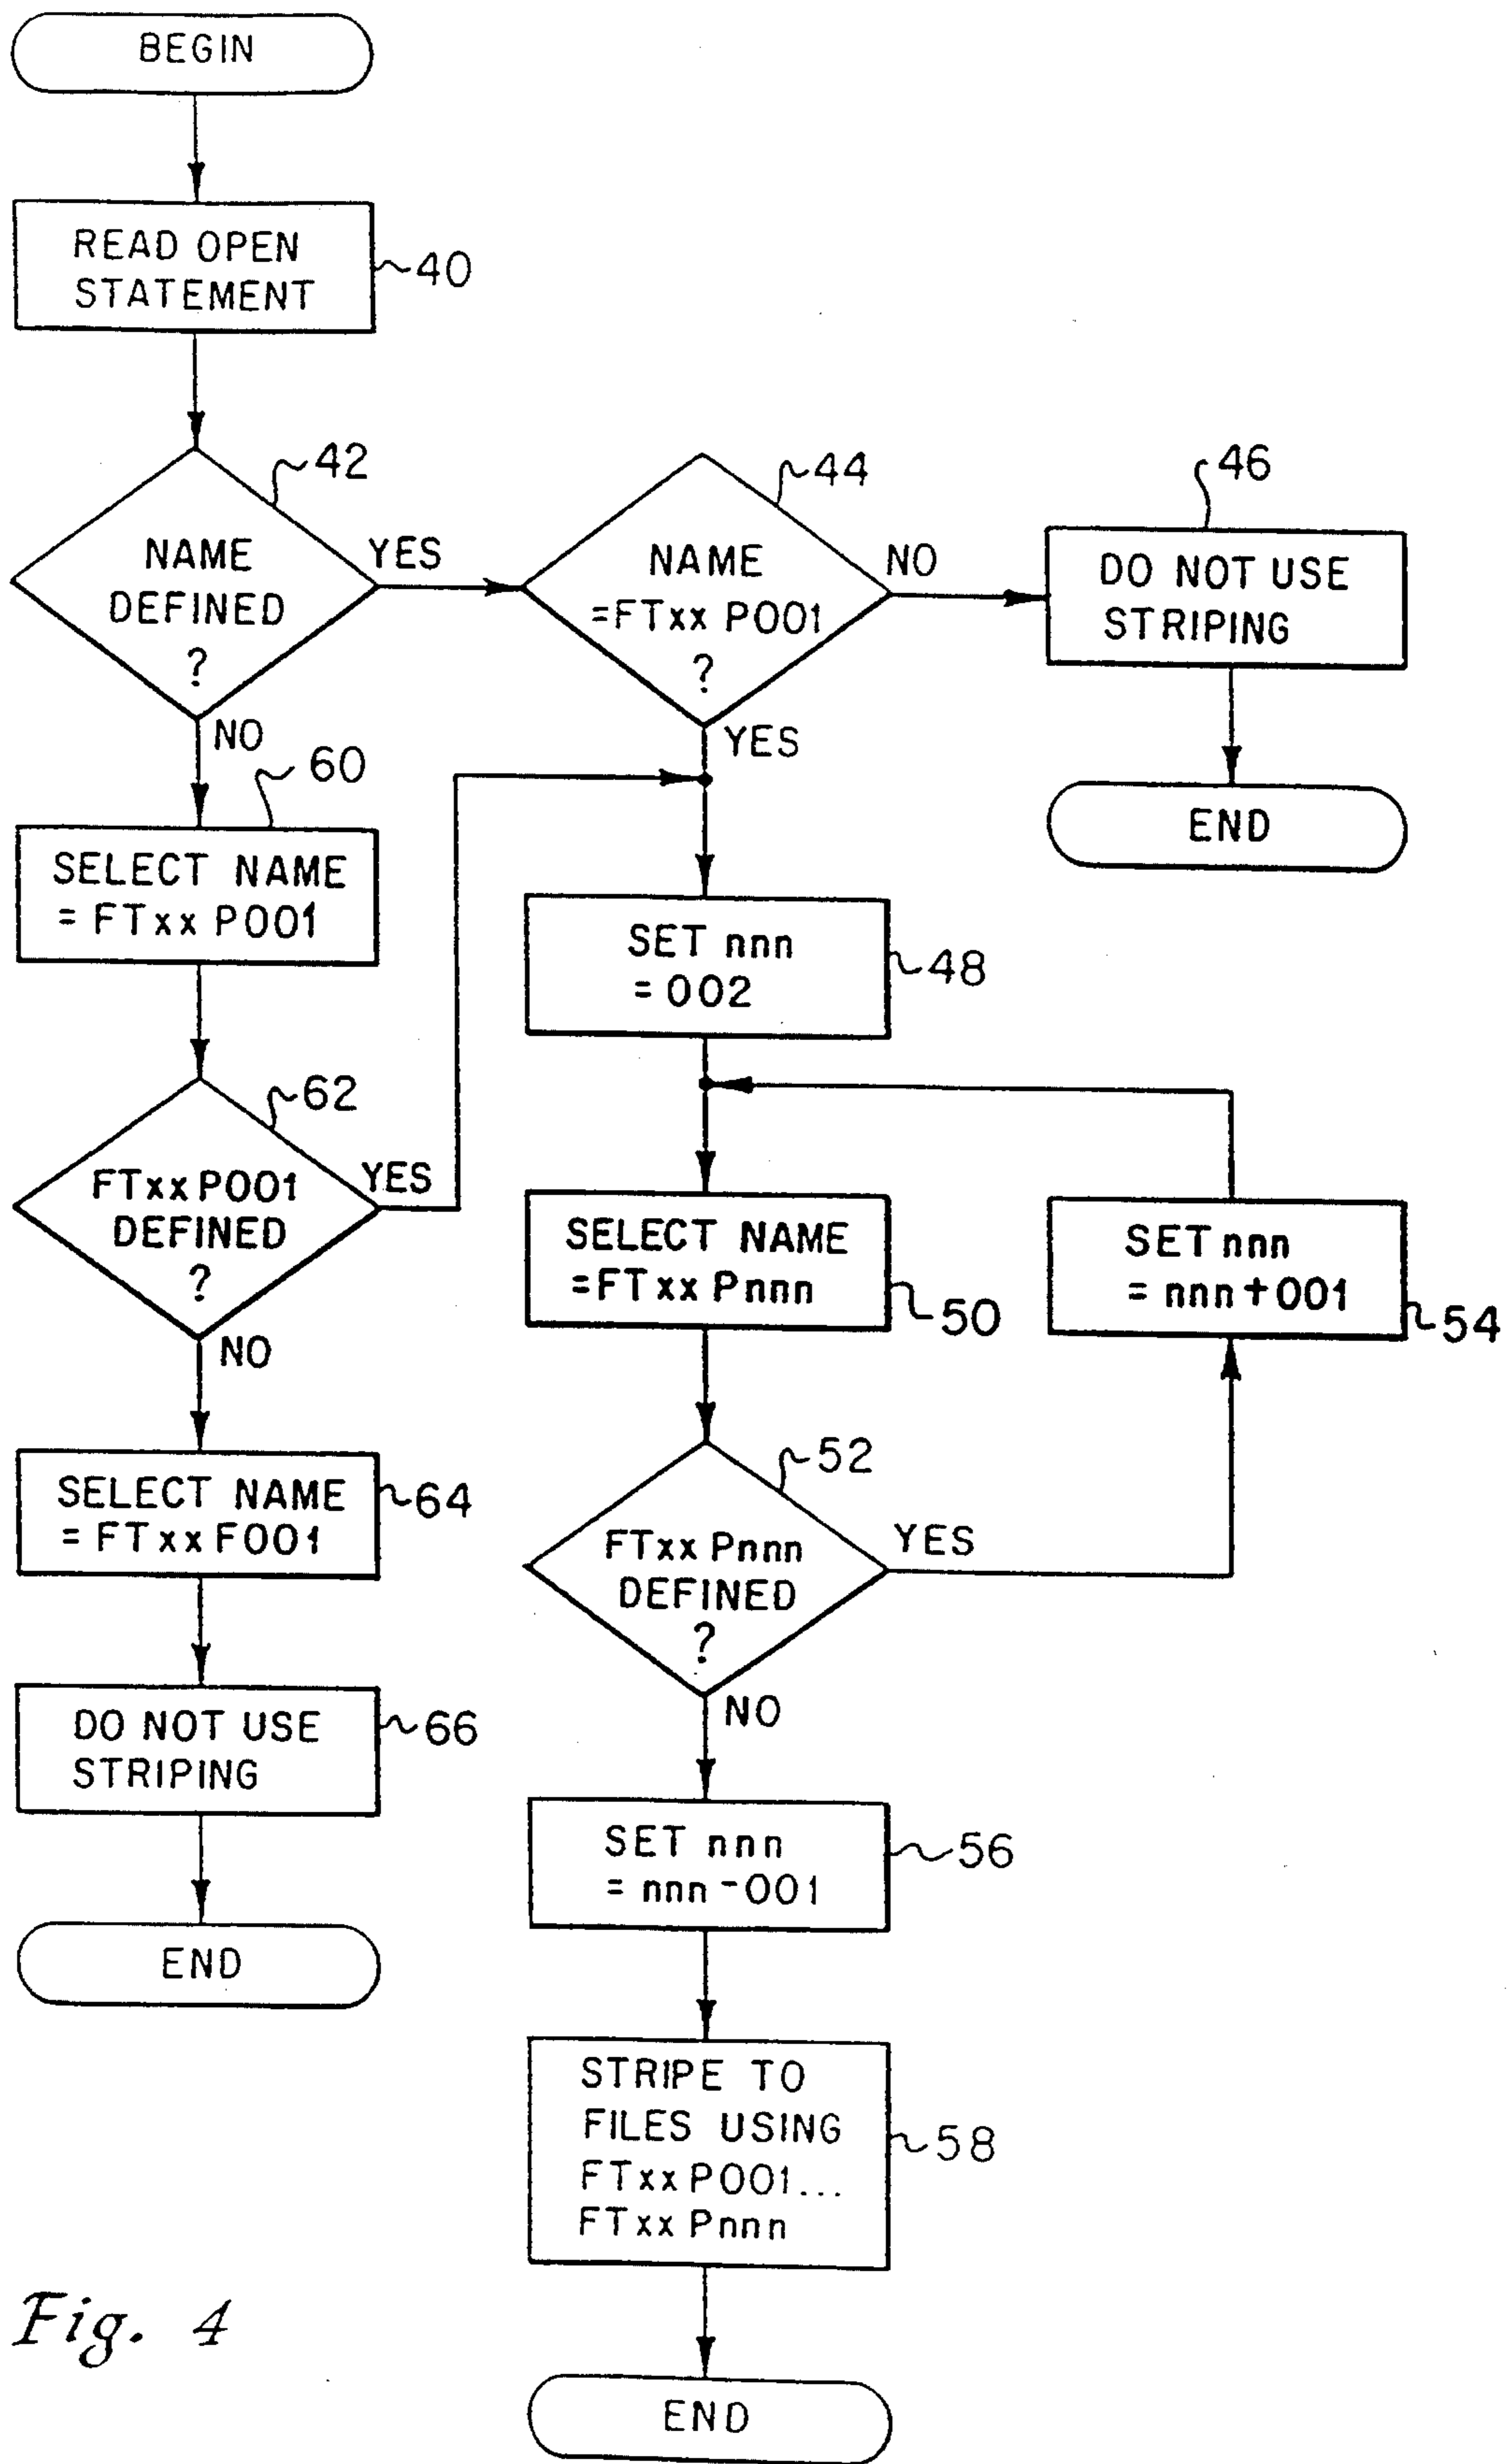 BEGIN
READ OPEN
STATEMENT
40
42
NAME
DEFINED
?
YES
NO
44
NAME
=FTxx P001
?
NO
YES
46
DO NOT USE
STRIPING
END
60
SELECT NAME
= FTxx P001
62
FTxx P001
DEFINED
?
YES
NO
SET nnn
= 002
48
SELECT NAME
=FTxx Pnnn
50
SET nnn
= nnn + 001
54
52
FTxx Pnnn
DEFINED
?
YES
NO
SELECT NAME
= FTxx F001
64
DO NOT USE
STRIPING
66
END
SET nnn
= nnn - 001
56
STRIPE TO
FILES USING
FTxx P001...
FTxx Pnnn
58
END
Fig. 4